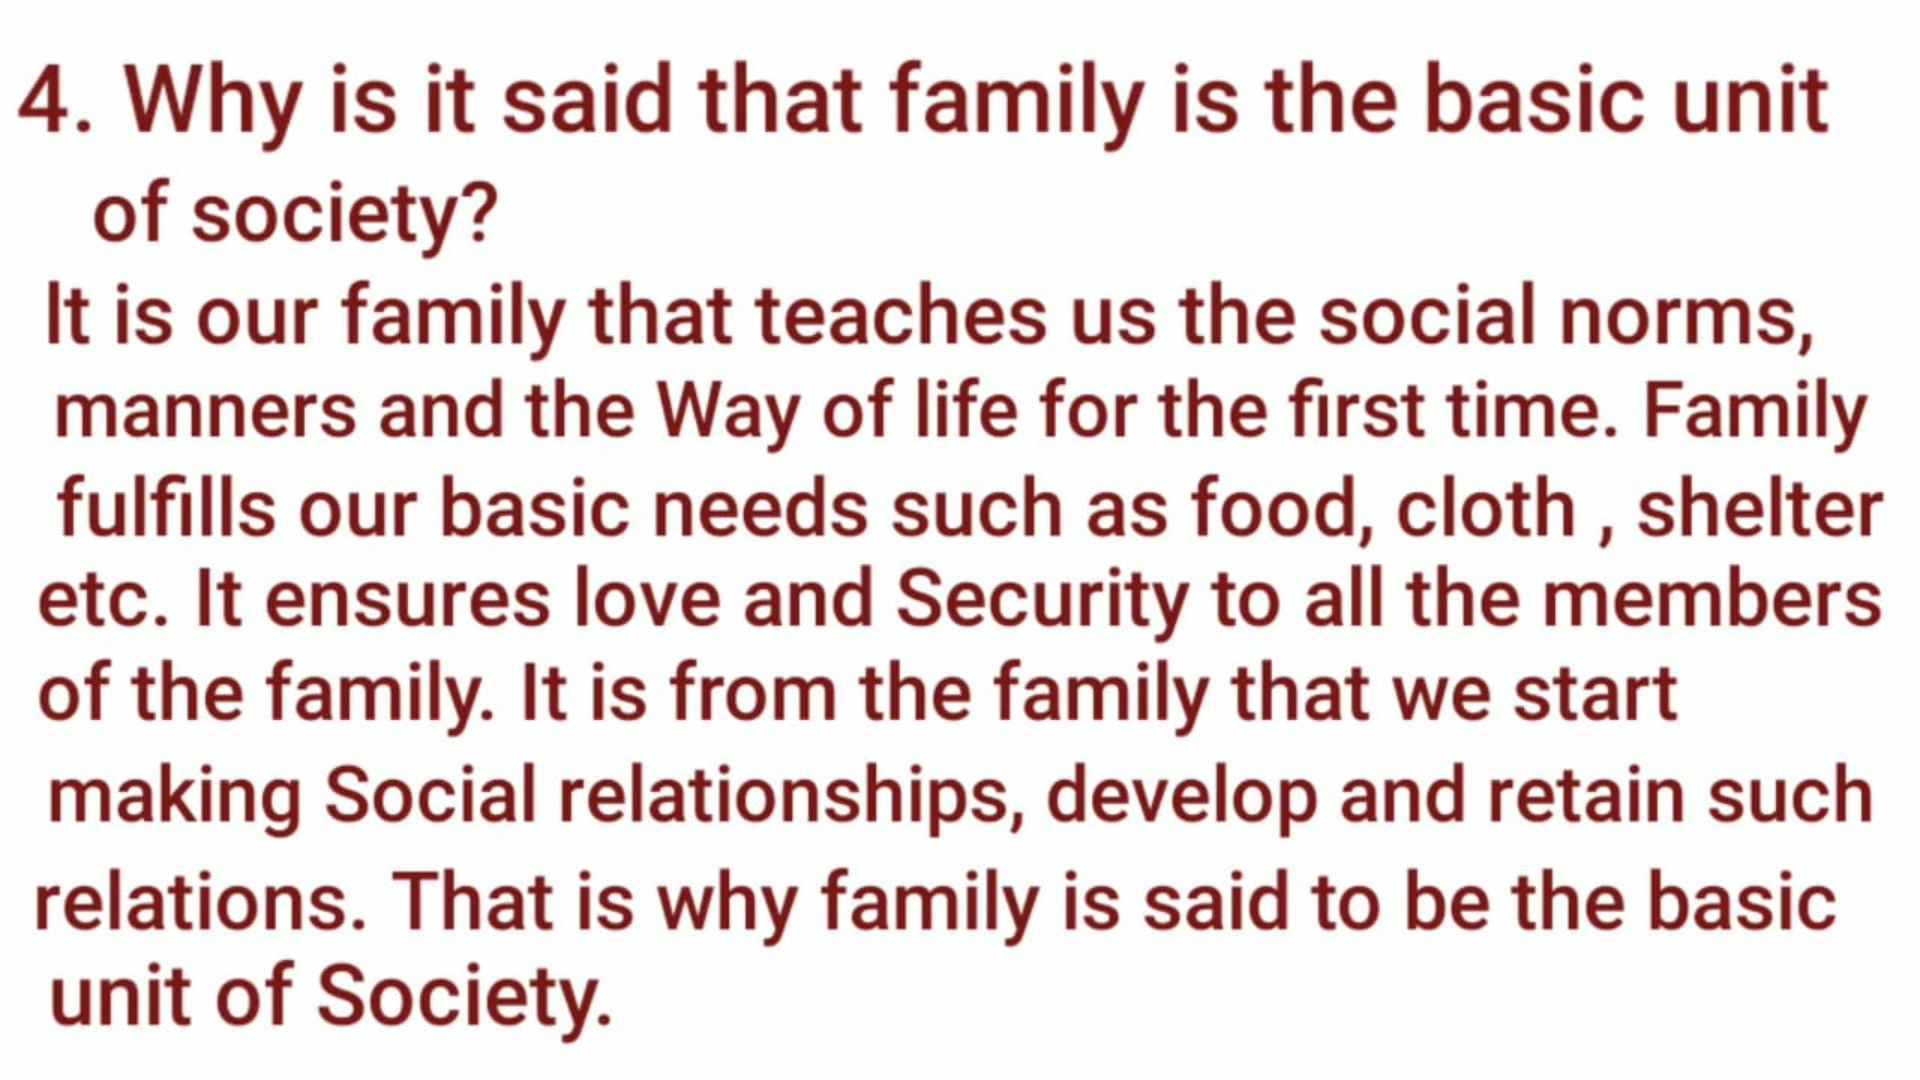 4. Why is it said that family is the basic unit
of society?
It is our family that teaches us the social norms,
manners and the Way of life for the first time. Family
fulfills our basic needs such as food, cloth , shelter
etc. It ensures love and Security to all the members
of the family. It is from the family that we start
making Social relationships, develop and retain such
relations. That is why family is said to be the basic
unit of Society.